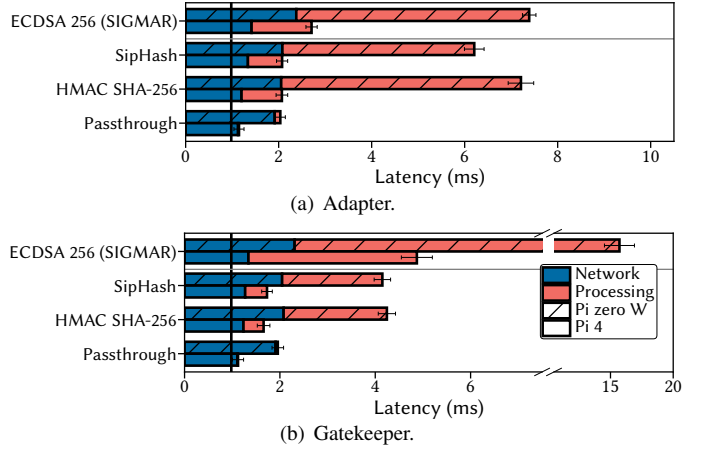 ECDSA 256 (SIGMAR)
SipHash
HMAC SHA-256
Passthrough
0 2 4 6 8 10
Latency (ms)
(a) Adapter.
ECDSA 256 (SIGMAR)
SipHash
HMAC SHA-256
Passthrough
Network
Processing
Pi zero W
Pi 4
0 2 4 6 15 20
Latency (ms)
(b) Gatekeeper.